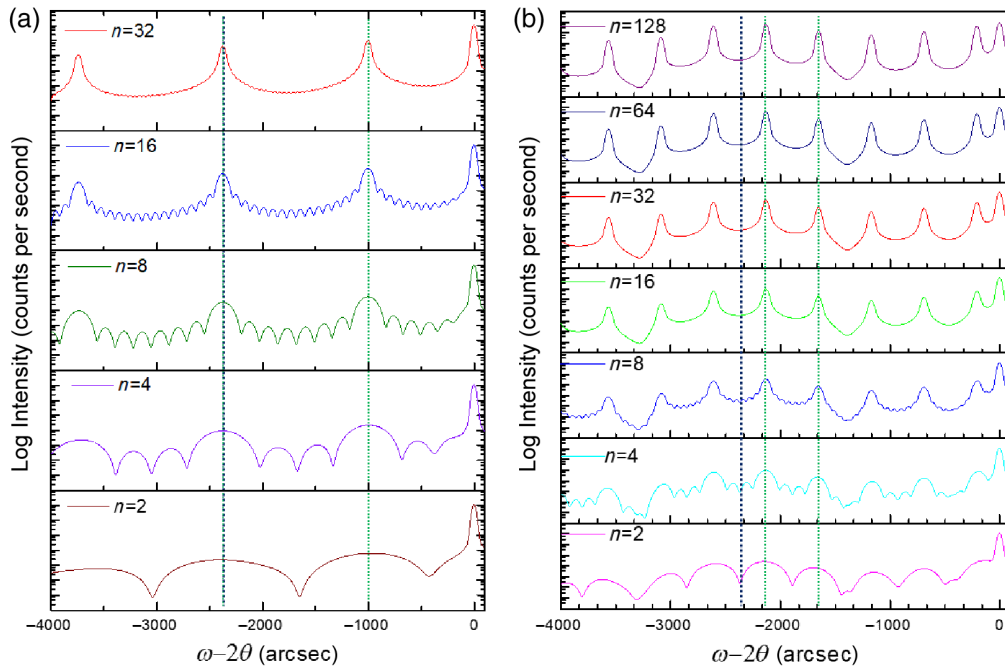 (a)
n=32
n=16
n=8
n=4
n=2
Log Intensity (counts per second)
−4000 −3000 −2000 −1000 0
ω−2θ (arcsec)
(b)
n=128
n=64
n=32
n=16
n=8
n=4
n=2
Log Intensity (counts per second)
−4000 −3000 −2000 −1000 0
ω−2θ (arcsec)